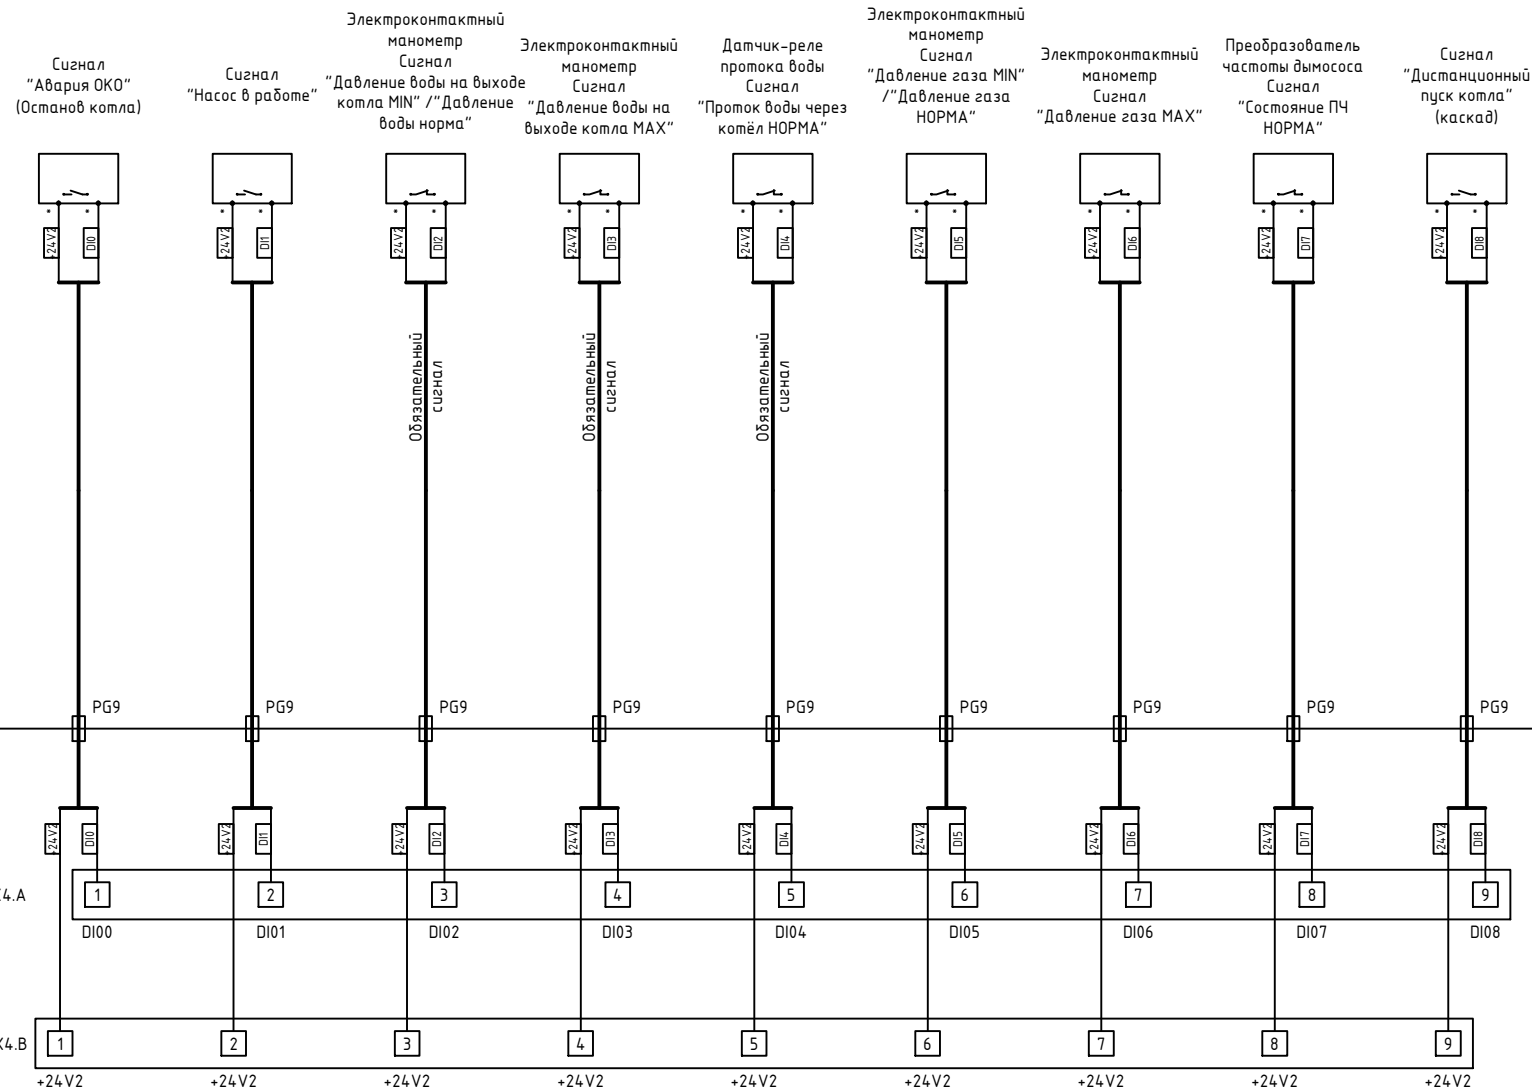 Сигнал
"Авария ОКО"
(Останов котла)
Сигнал
"Насос в работе"
Электроконтактный
манометр
Сигнал
"Давление воды на выходе
котла MIN" /"Давление
воды норма"
Электроконтактный
манометр
Сигнал
"Давление воды на
выходе котла MAX"
Датчик-реле
протока воды
Сигнал
"Проток воды через
котёл НОРМА"
Электроконтактный
манометр
Сигнал
"Давление газа MIN"
/"Давление газа
НОРМА"
Электроконтактный
манометр
Сигнал
"Давление газа MAX"
Преобразователь
частоты дымососа
Сигнал
"Состояние ПЧ
НОРМА"
Сигнал
"Дистанционный
пуск котла"
(каскад)
* * * * * * * * * * * * * * * * * *
+24V2 DI0 +24V2 DI1 +24V2 DI2 +24V2 DI3 +24V2 DI4 +24V2 DI5 +24V2 DI6 +24V2 DI7 +24V2 DI8
Обязательный
сигнал
Обязательный
сигнал
Обязательный
сигнал
PG9 PG9 PG9 PG9 PG9 PG9 PG9 PG9 PG9
+24V2 DI0 +24V2 DI1 +24V2 DI2 +24V2 DI3 +24V2 DI4 +24V2 DI5 +24V2 DI6 +24V2 DI7 +24V2 DI8
4.A 1 2 3 4 5 6 7 8 9
DI00 DI01 DI02 DI03 DI04 DI05 DI06 DI07 DI08
X4.B 1 2 3 4 5 6 7 8 9
+24V2 +24V2 +24V2 +24V2 +24V2 +24V2 +24V2 +24V2 +24V2